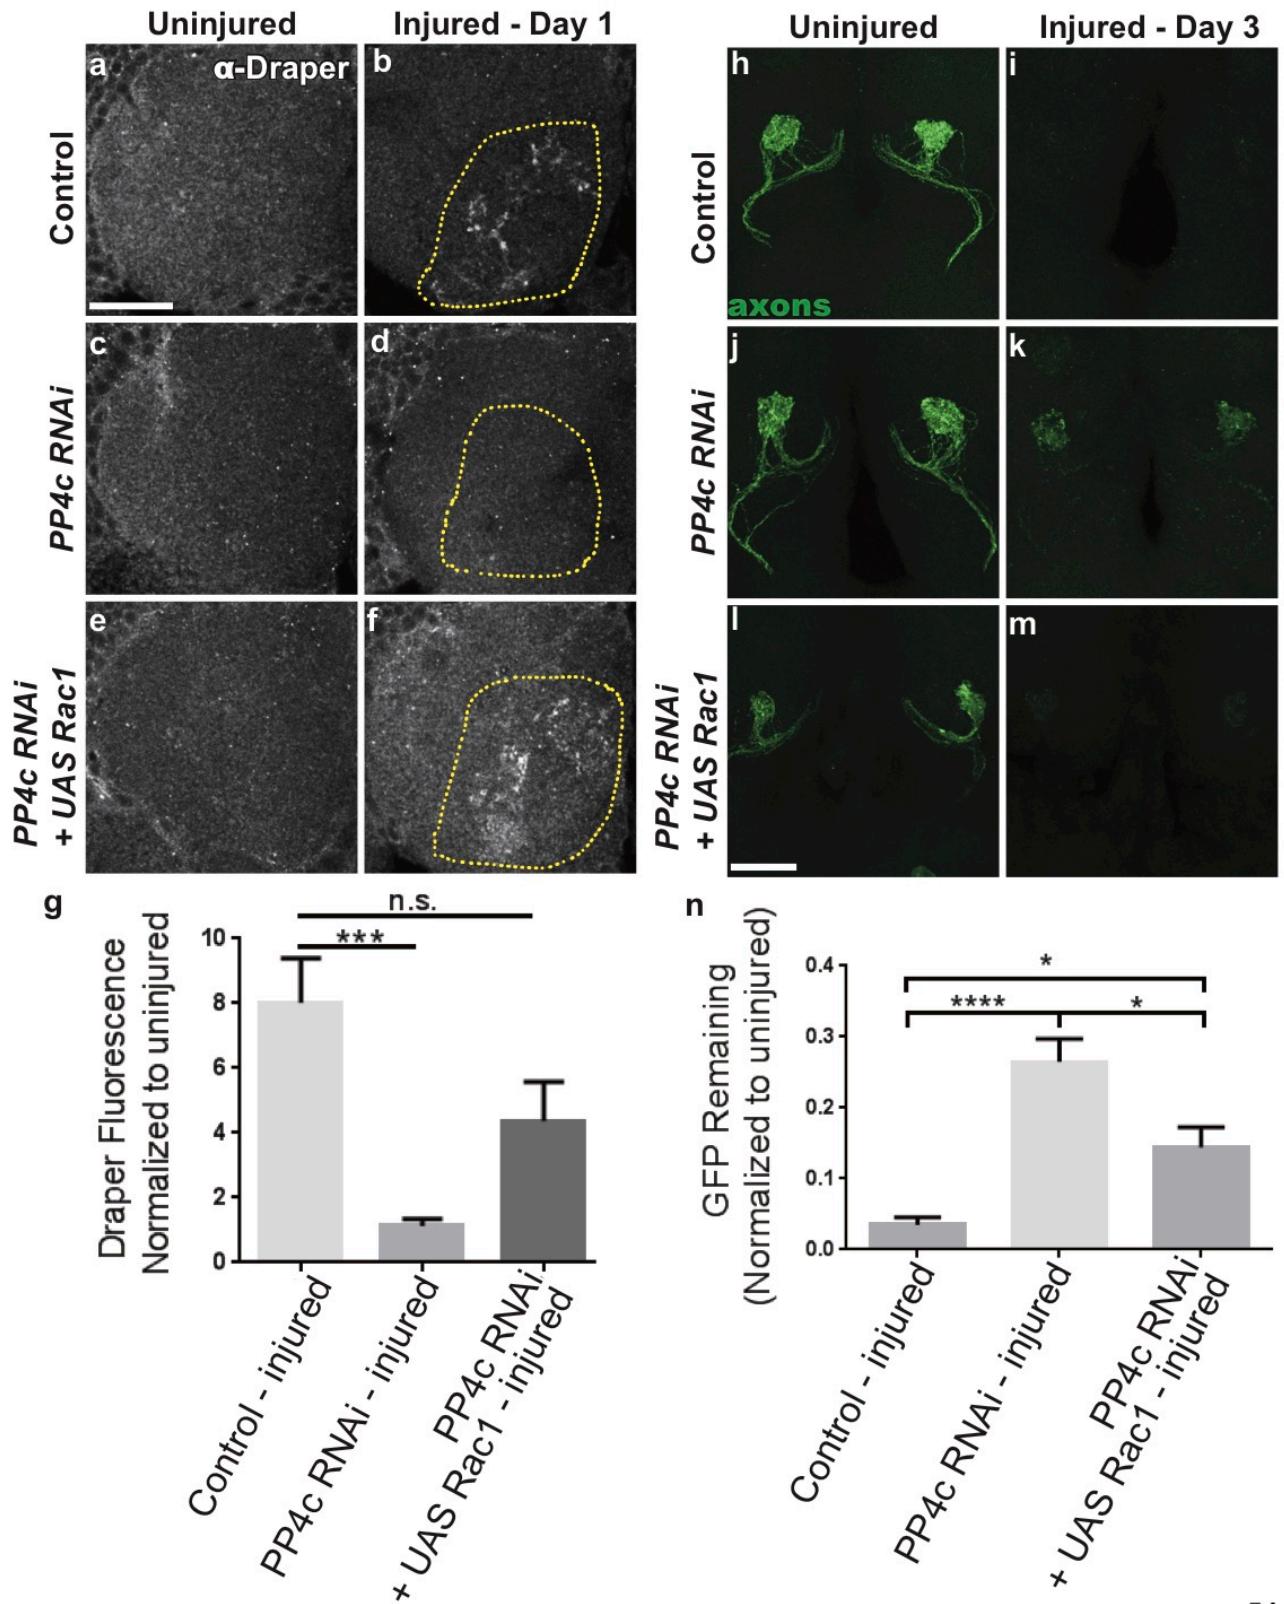 Uninjured
Injured - Day 1
a
α-Draper
b
Control
c
d
PP4c RNAi
e
f
PP4c RNAi
+ UAS Rac1
Uninjured
Injured - Day 3
h
i
Control
axons
j
k
PP4c RNAi
l
m
PP4c RNAi
+ UAS Rac1
g
n.s.
***
Draper Fluorescence
Normalized to uninjured
10
8
6
4
2
0
Control - injured
PP4c RNAi - injured
PP4c RNAi
+ UAS Rac1 - injured
n
*
****
*
GFP Remaining
(Normalized to uninjured)
0.4
0.3
0.2
0.1
0.0
Control - injured
PP4c RNAi - injured
PP4c RNAi
+ UAS Rac1 - injured